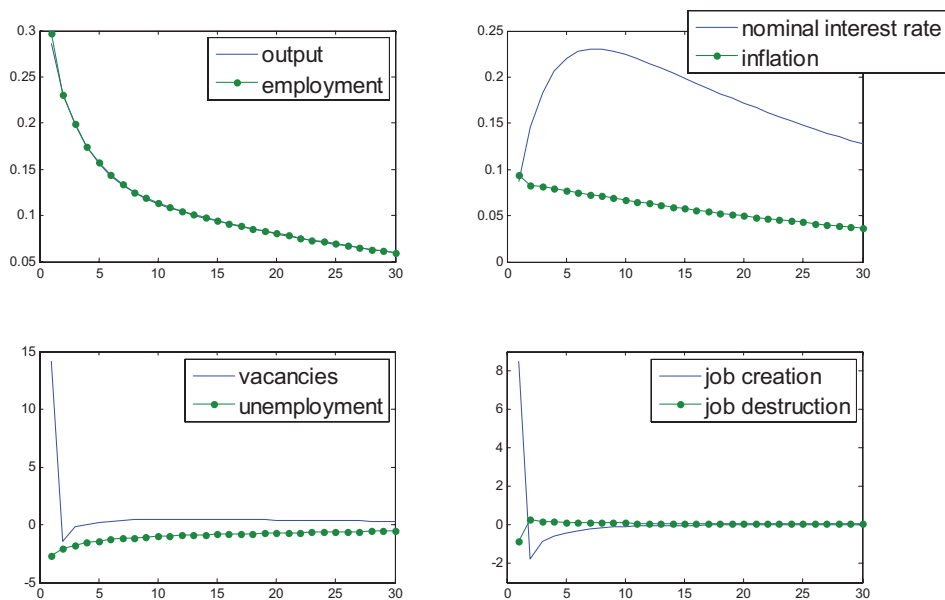 output
employment
0.3
0.25
0.2
0.15
0.1
0.05
0 5 10 15 20 25 30
nominal interest rate
inflation
0.25
0.2
0.15
0.1
0.05
0
0 5 10 15 20 25 30
vacancies
unemployment
15
10
5
0
-5
0 5 10 15 20 25 30
job creation
job destruction
8
6
4
2
0
-2
0 5 10 15 20 25 30